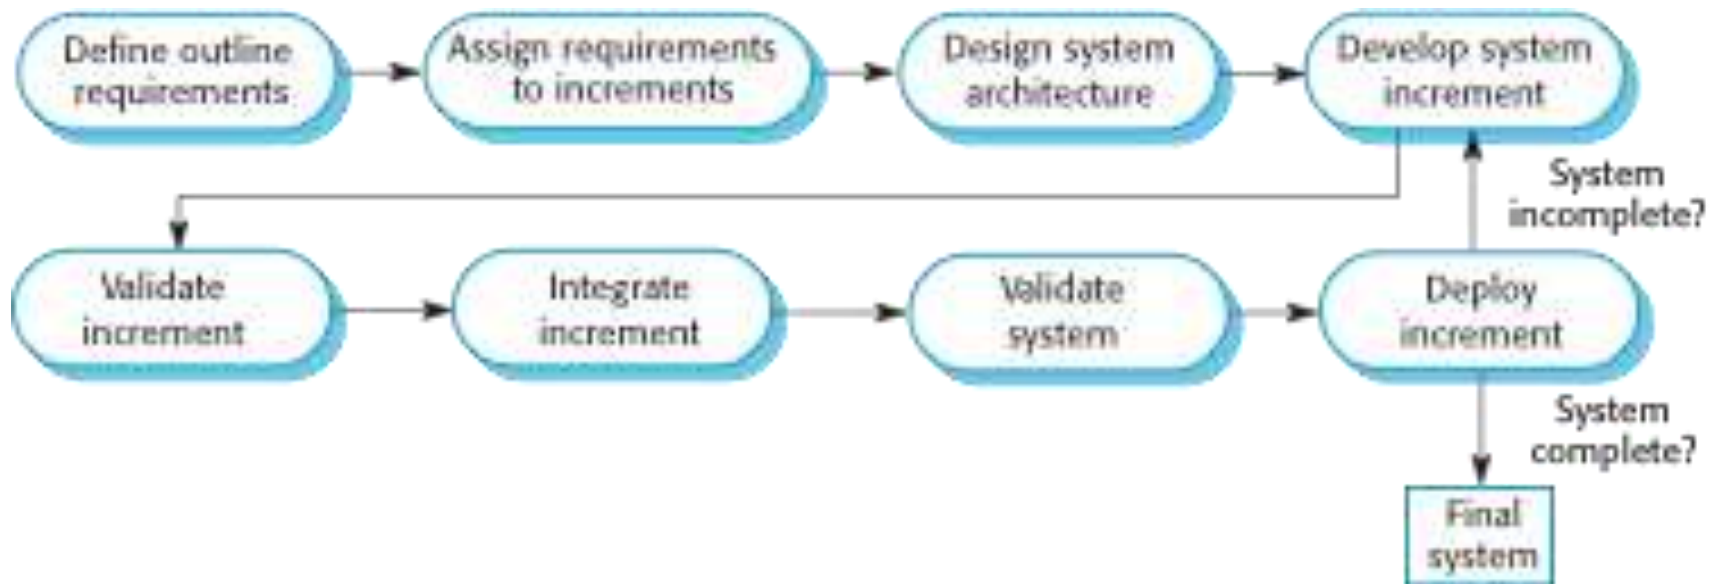 Define outline
requirements
Assign requirements
to increments
Design system
architecture
Develop system
increment
System
incomplete?
Validate
increment
Integrate
increment
Validate
system
Deploy
increment
System
complete?
Final
system